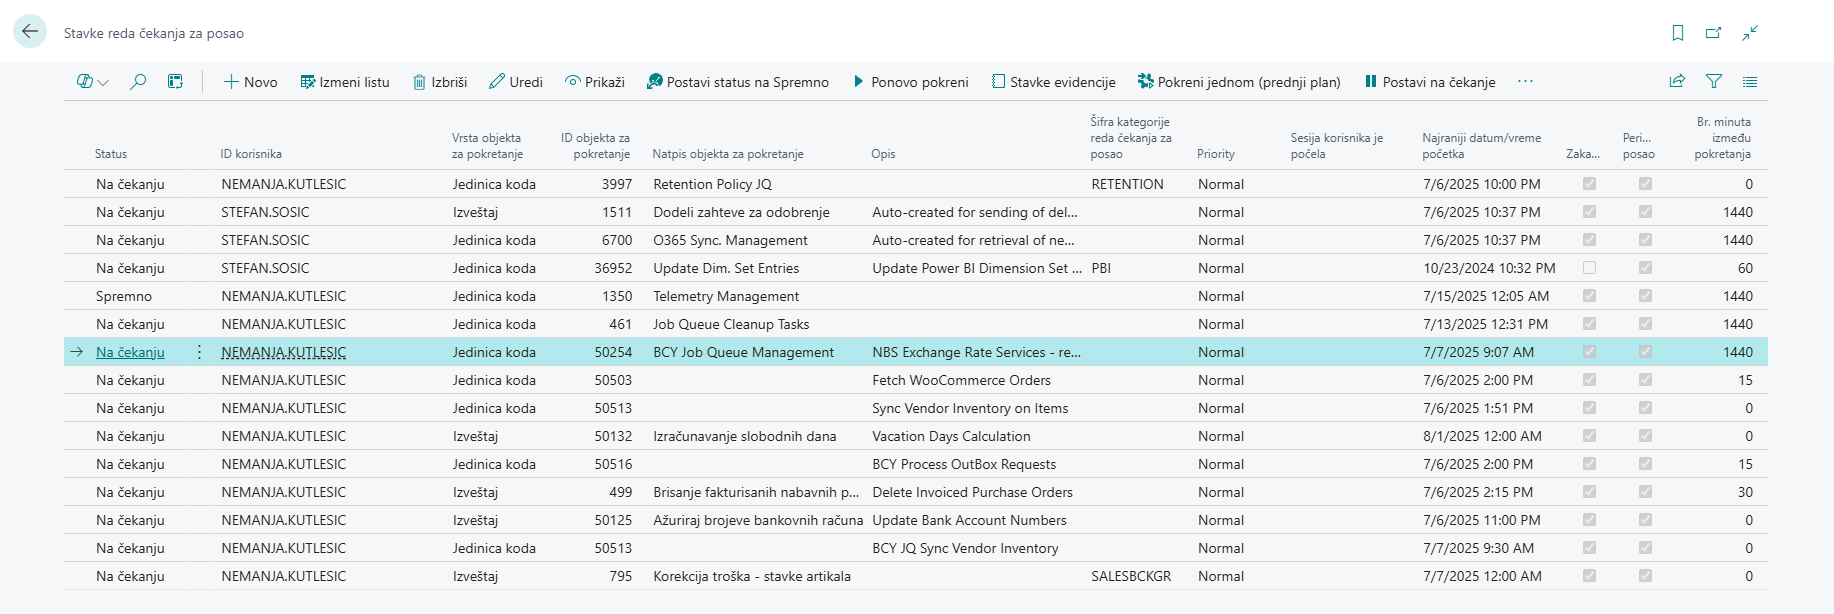 Stavke reda čekanja za posao
Novo Izmeni listu Izbriši Uredi Prikaži Postavi status na Spremno Ponovo pokreni Stavke evidencije Pokreni jednom (prednji plan) Postavi na čekanje ...
Status ID korisnika Vrsta objekta za pokretanje ID objekta za pokretanje Natpis objekta za pokretanje Opis Šifra kategorije reda čekanja za posao Priority Sesija korisnika je počela Najraniji datum/vreme početka Zaka... Peri... posao Br. minuta između pokretanja
Na čekanju NEMANJA.KUTLESIC Jedinica koda 3997 Retention Policy JQ RETENTION Normal 7/6/2025 10:00 PM 0
Na čekanju STEFAN.SOSIC Izveštaj 1511 Dodeli zahteve za odobrenje Auto-created for sending of del... Normal 7/6/2025 10:37 PM 1440
Na čekanju STEFAN.SOSIC Jedinica koda 6700 O365 Sync. Management Auto-created for retrieval of ne... Normal 7/6/2025 10:37 PM 1440
Na čekanju STEFAN.SOSIC Jedinica koda 36952 Update Dim. Set Entries Update Power BI Dimension Set ... PBI Normal 10/23/2024 10:32 PM 60
Spremno NEMANJA.KUTLESIC Jedinica koda 1350 Telemetry Management Normal 7/15/2025 12:05 AM 1440
Na čekanju NEMANJA.KUTLESIC Jedinica koda 461 Job Queue Cleanup Tasks Normal 7/13/2025 12:31 PM 1440
Na čekanju NEMANJA.KUTLESIC Jedinica koda 50254 BCY Job Queue Management NBS Exchange Rate Services - re... Normal 7/7/2025 9:07 AM 1440
Na čekanju NEMANJA.KUTLESIC Jedinica koda 50503 Fetch WooCommerce Orders Normal 7/6/2025 2:00 PM 15
Na čekanju NEMANJA.KUTLESIC Jedinica koda 50513 Sync Vendor Inventory on Items Normal 7/6/2025 1:51 PM 0
Na čekanju NEMANJA.KUTLESIC Izveštaj 50132 Izračunavanje slobodnih dana Vacation Days Calculation Normal 8/1/2025 12:00 AM 0
Na čekanju NEMANJA.KUTLESIC Jedinica koda 50516 BCY Process OutBox Requests Normal 7/6/2025 2:00 PM 15
Na čekanju NEMANJA.KUTLESIC Izveštaj 499 Brisanje fakturisanih nabavnih p... Delete Invoiced Purchase Orders Normal 7/6/2025 2:15 PM 30
Na čekanju NEMANJA.KUTLESIC Izveštaj 50125 Ažuriraj brojeve bankovnih računa Update Bank Account Numbers Normal 7/6/2025 11:00 PM 0
Na čekanju NEMANJA.KUTLESIC Jedinica koda 50513 BCY JQ Sync Vendor Inventory Normal 7/7/2025 9:30 AM 0
Na čekanju NEMANJA.KUTLESIC Izveštaj 795 Korekcija troška - stavke artikala SALESBCKGR Normal 7/7/2025 12:00 AM 0